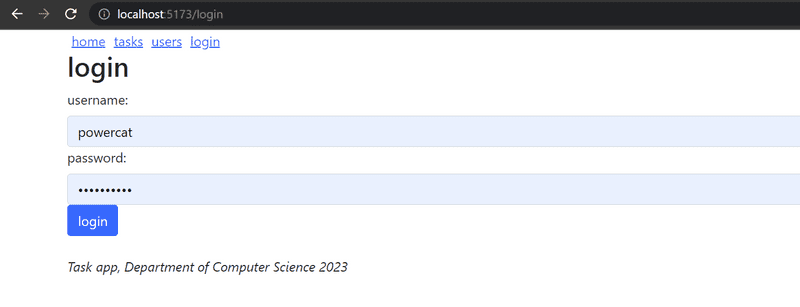 localhost:5173/login
home tasks users login
login
username:
powercat
password:
••••••••••
login
Task app, Department of Computer Science 2023